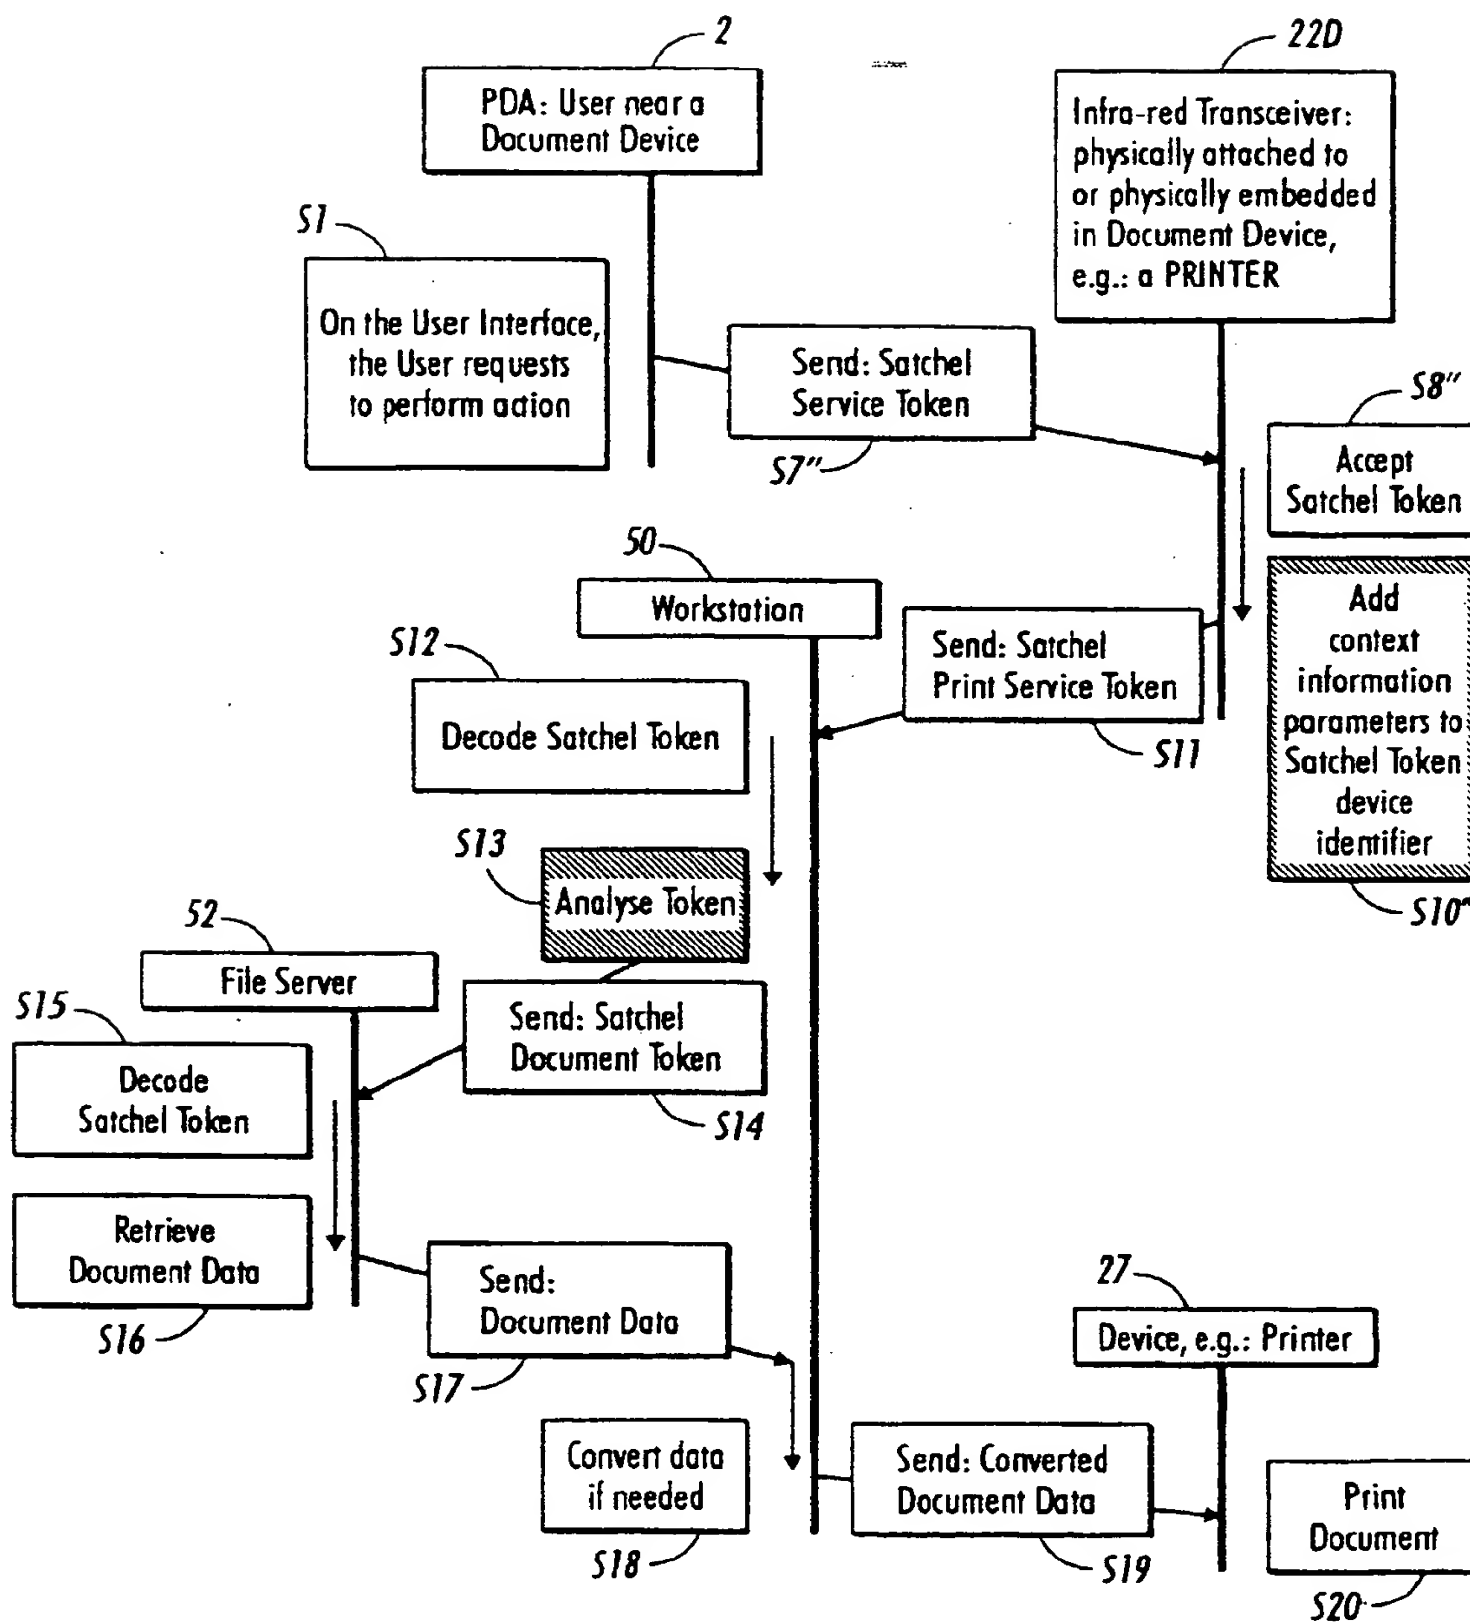 2
PDA: User near a
Document Device
22D
Infra-red Transceiver:
physically attached to
or physically embedded
in Document Device,
e.g.: a PRINTER
S1
On the User Interface,
the User requests
to perform action
Send: Satchel
Service Token
S7"
S8"
Accept
Satchel Token
50
Workstation
Send: Satchel
Print Service Token
S11
Add
context
information
parameters to
Satchel Token
device
identifier
S10"
S12
Decode Satchel Token
S13
Analyse Token
52
File Server
Send: Satchel
Document Token
S14
S15
Decode
Satchel Token
Retrieve
Document Data
S16
Send:
Document Data
S17
27
Device, e.g.: Printer
Convert data
if needed
S18
Send: Converted
Document Data
S19
Print
Document
S20